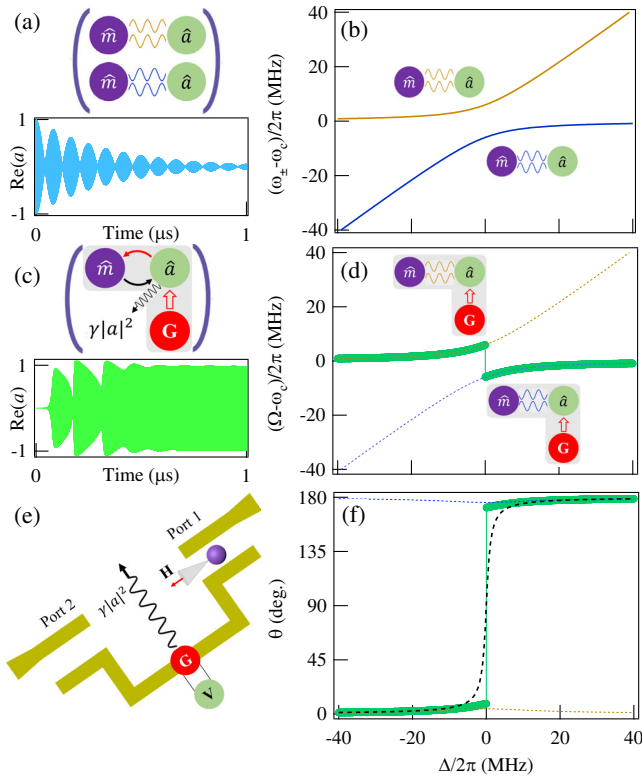 (a)
m̂ â
m̂ â
1
Re(a)
-1
0 1
Time (μs)
(b)
(ω±-ωc)/2π (MHz)
40
20
0
-20
-40
m̂ â
m̂ â
(c)
m̂ â
γ|a|²
G
1
Re(a)
-1
0 1
Time (μs)
(d)
(Ω-ωc)/2π (MHz)
40
20
0
-20
-40
m̂ â
G
m̂ â
G
(e)
Port 1
H
Port 2
γ|a|²
G
V
(f)
θ (deg.)
180
135
90
45
0
-40 -20 0 20 40
Δ/2π (MHz)